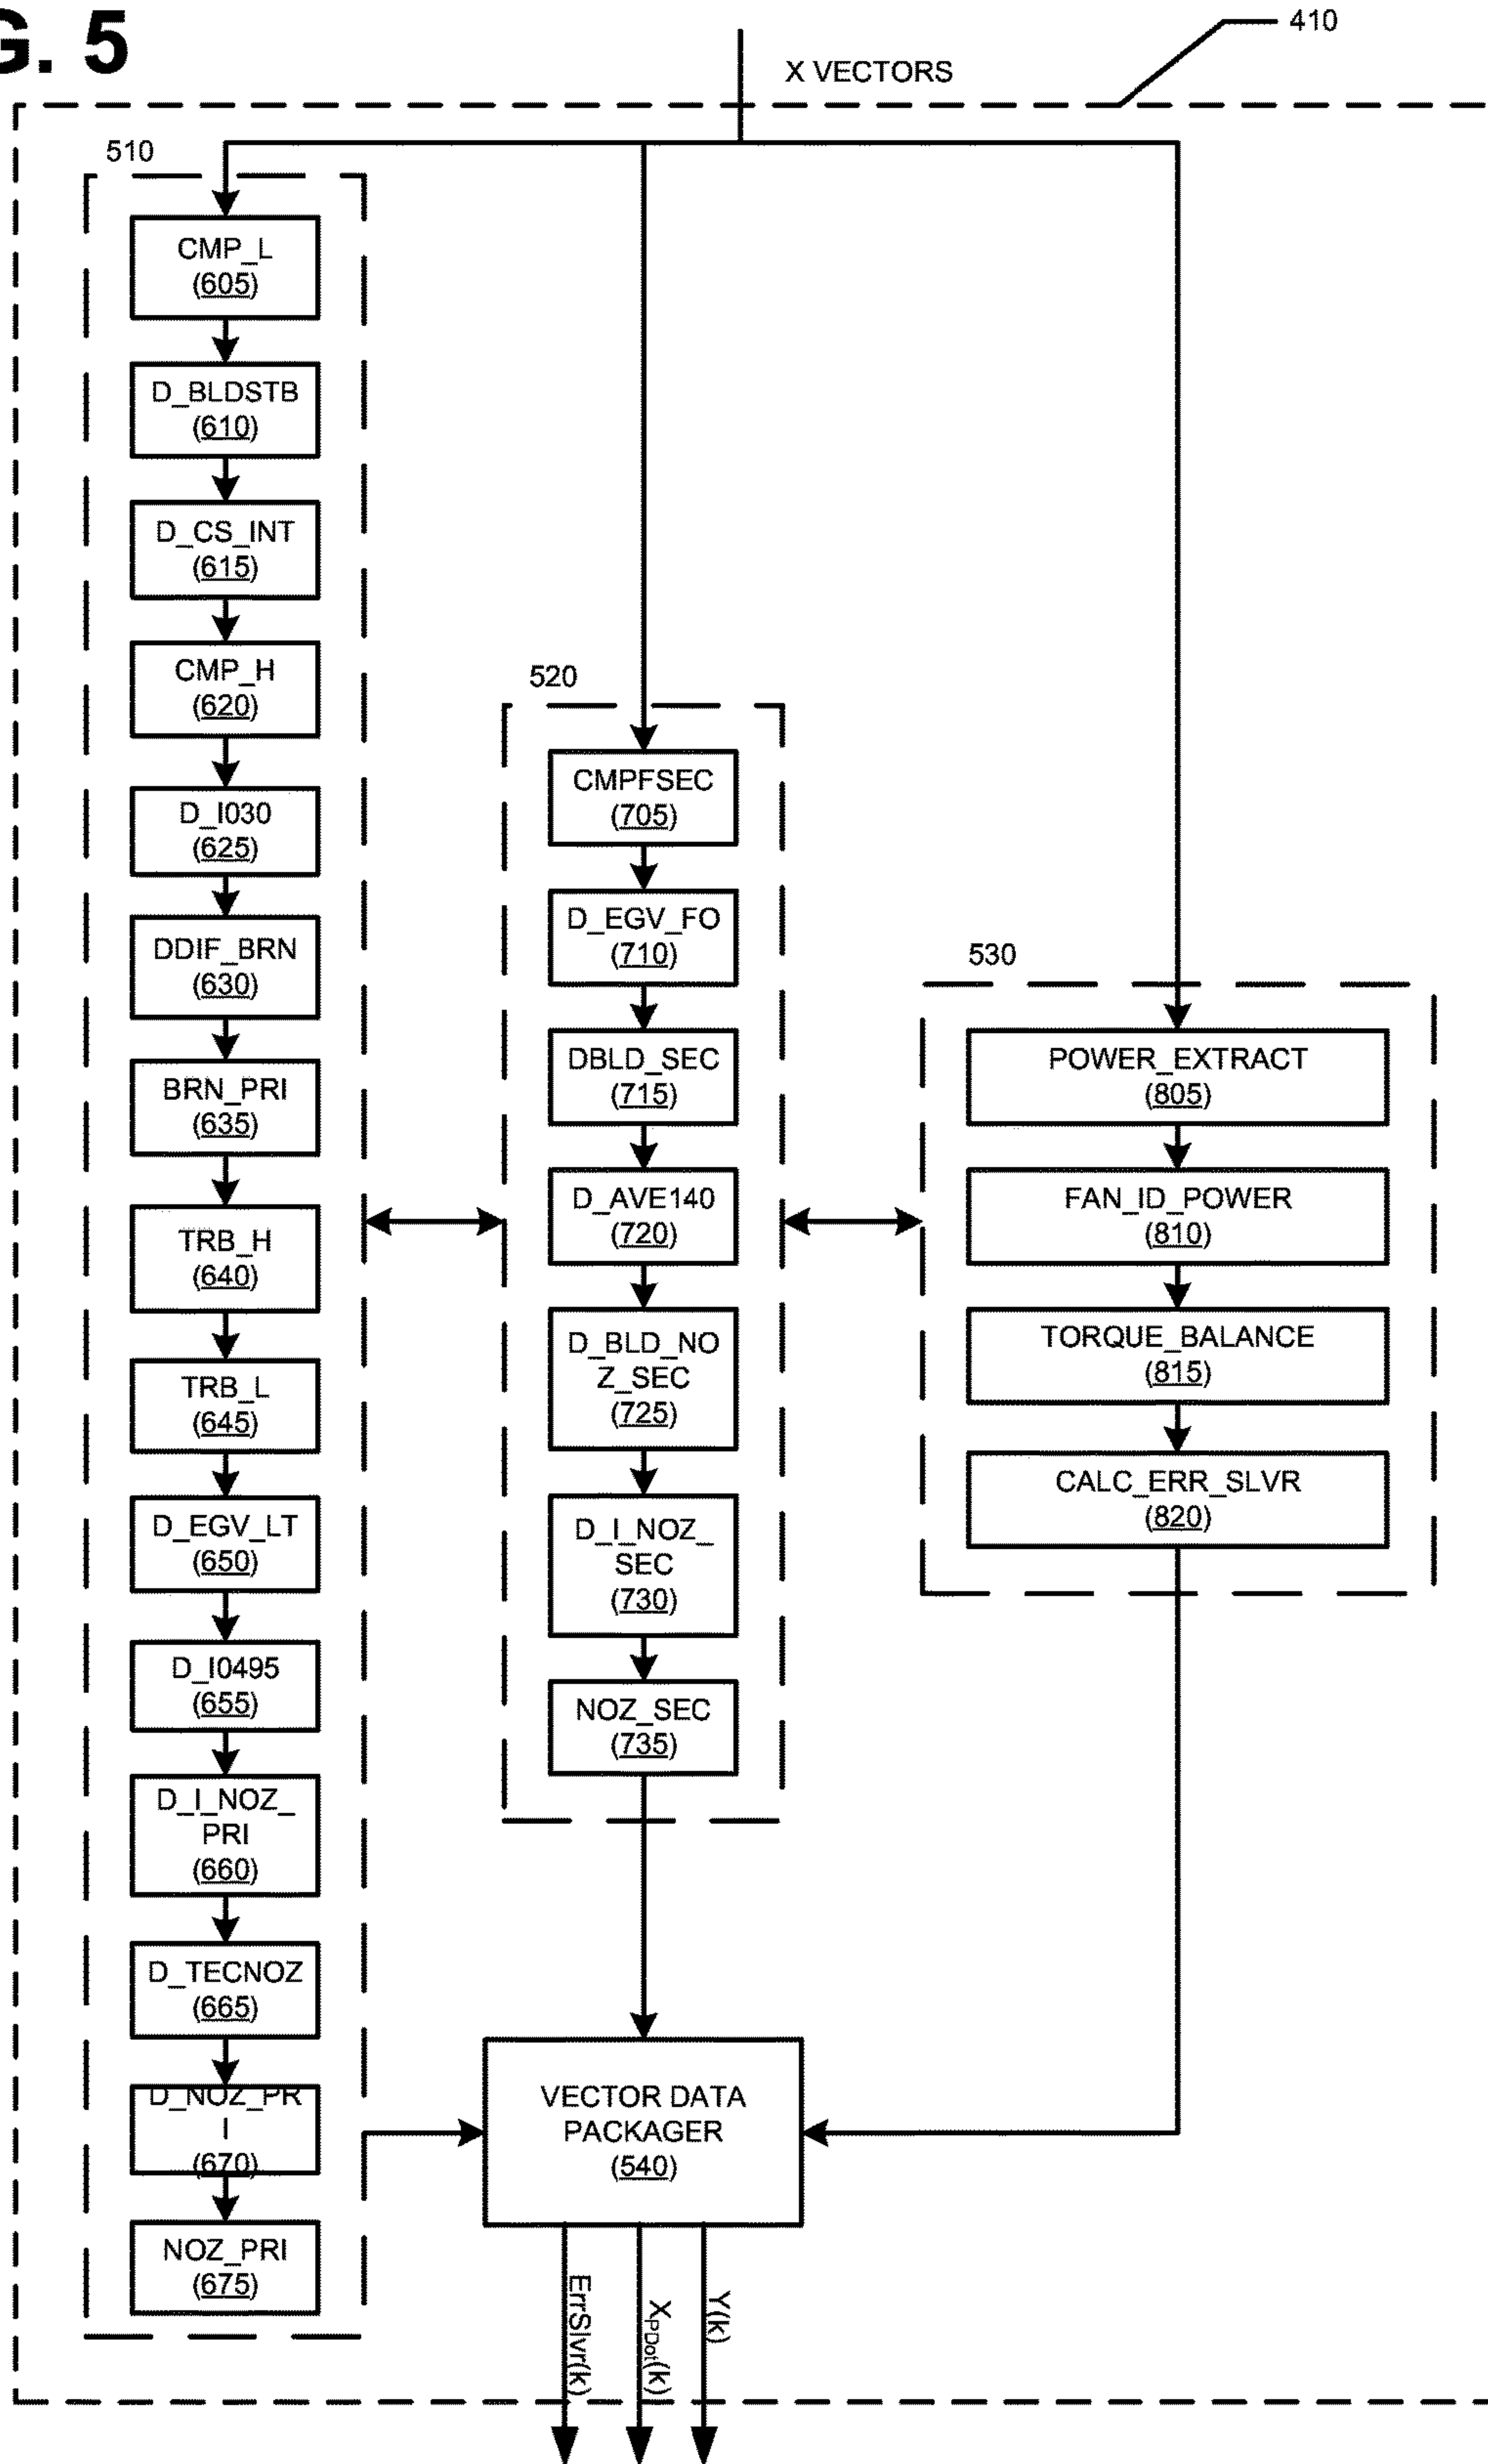 G. 5
410
X VECTORS
510
CMP_L
(605)
D_BLDSTB
(610)
D_CS_INT
(615)
CMP_H
(620)
D_I030
(625)
DDIF_BRN
(630)
BRN_PRI
(635)
TRB_H
(640)
TRB_L
(645)
D_EGV_LT
(650)
D_I0495
(655)
D_I_NOZ_
PRI
(660)
D_TECNOZ
(665)
D_NOZ_PR
I
(670)
NOZ_PRI
(675)
520
CMPFSEC
(705)
D_EGV_FO
(710)
DBLD_SEC
(715)
D_AVE140
(720)
D_BLD_NO
Z_SEC
(725)
D_I_NOZ_
SEC
(730)
NOZ_SEC
(735)
530
POWER_EXTRACT
(805)
FAN_ID_POWER
(810)
TORQUE_BALANCE
(815)
CALC_ERR_SLVR
(820)
VECTOR DATA
PACKAGER
(540)
ErrSlvr(k)
XPDot(k)
Y(k)